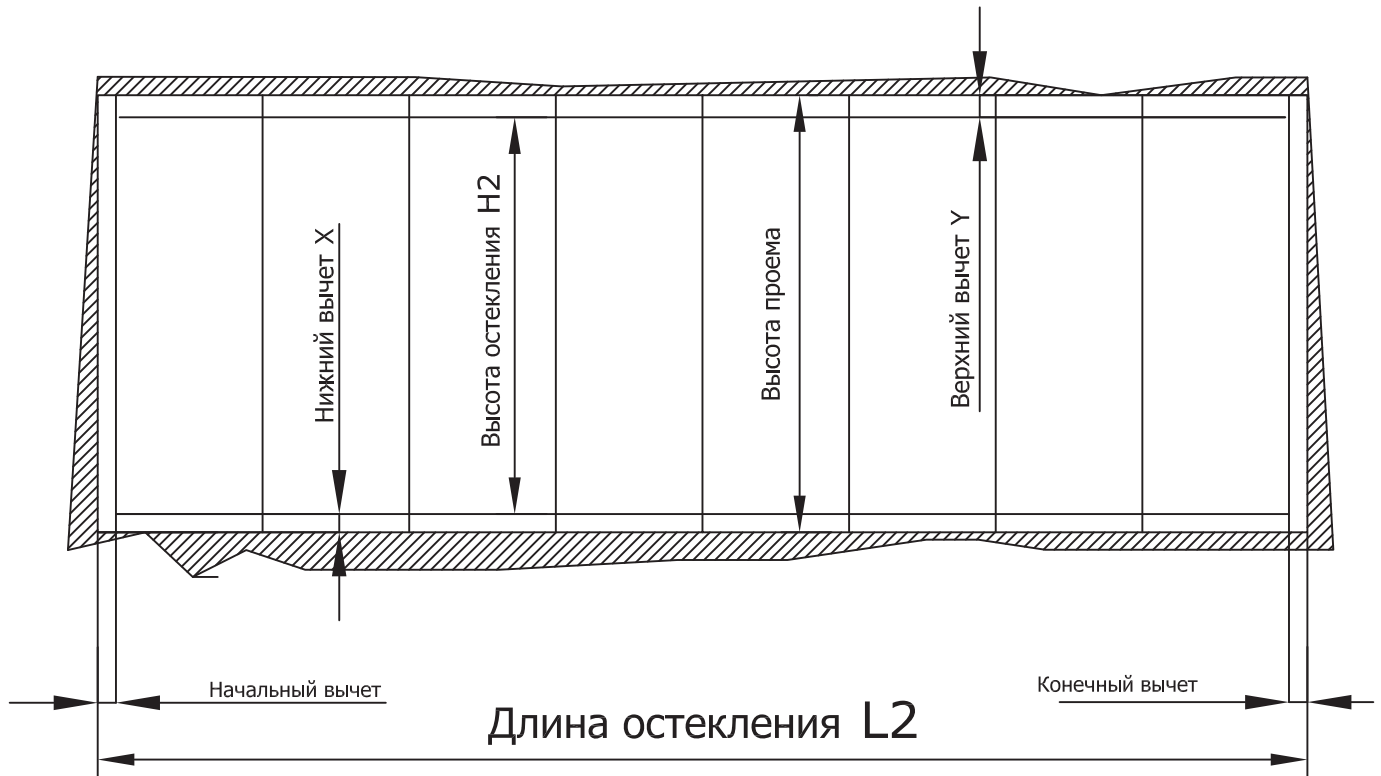 Нижний вычет X
Высота остекления H2
Высота проема
Верхний вычет Y
Начальный вычет
Конечный вычет
Длина остекления L2